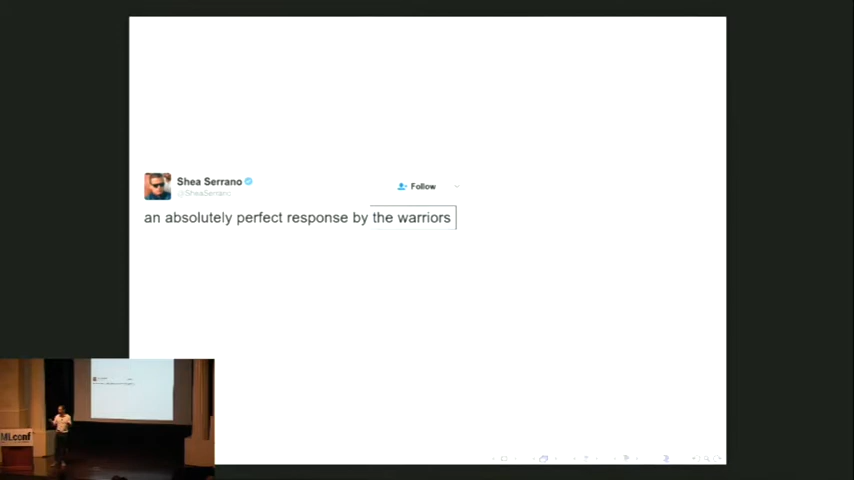 Shea Serrano
@SheaSerrano
Follow
an absolutely perfect response by the warriors
MLconf